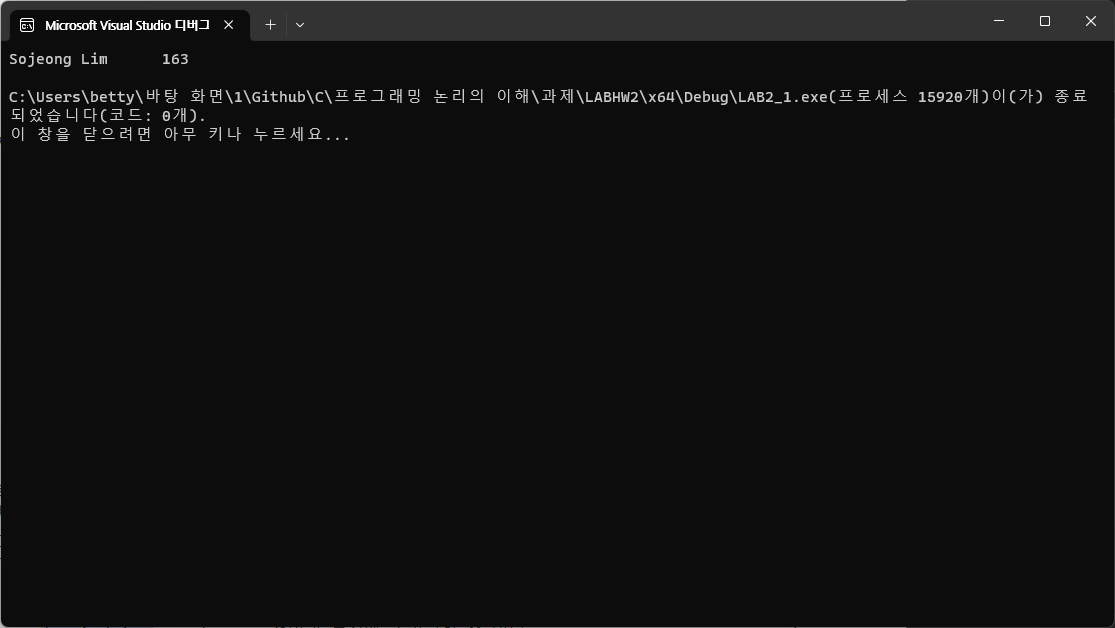 Microsoft Visual Studio 디버그
Sojeong Lim      163
C:\Users\betty\바탕 화면\1\Github\C\프로그래밍 논리의 이해\과제\LABHW2\x64\Debug\LAB2_1.exe(프로세스 15920개)이(가) 종료
되었습니다(코드: 0개).
이 창을 닫으려면 아무 키나 누르세요...